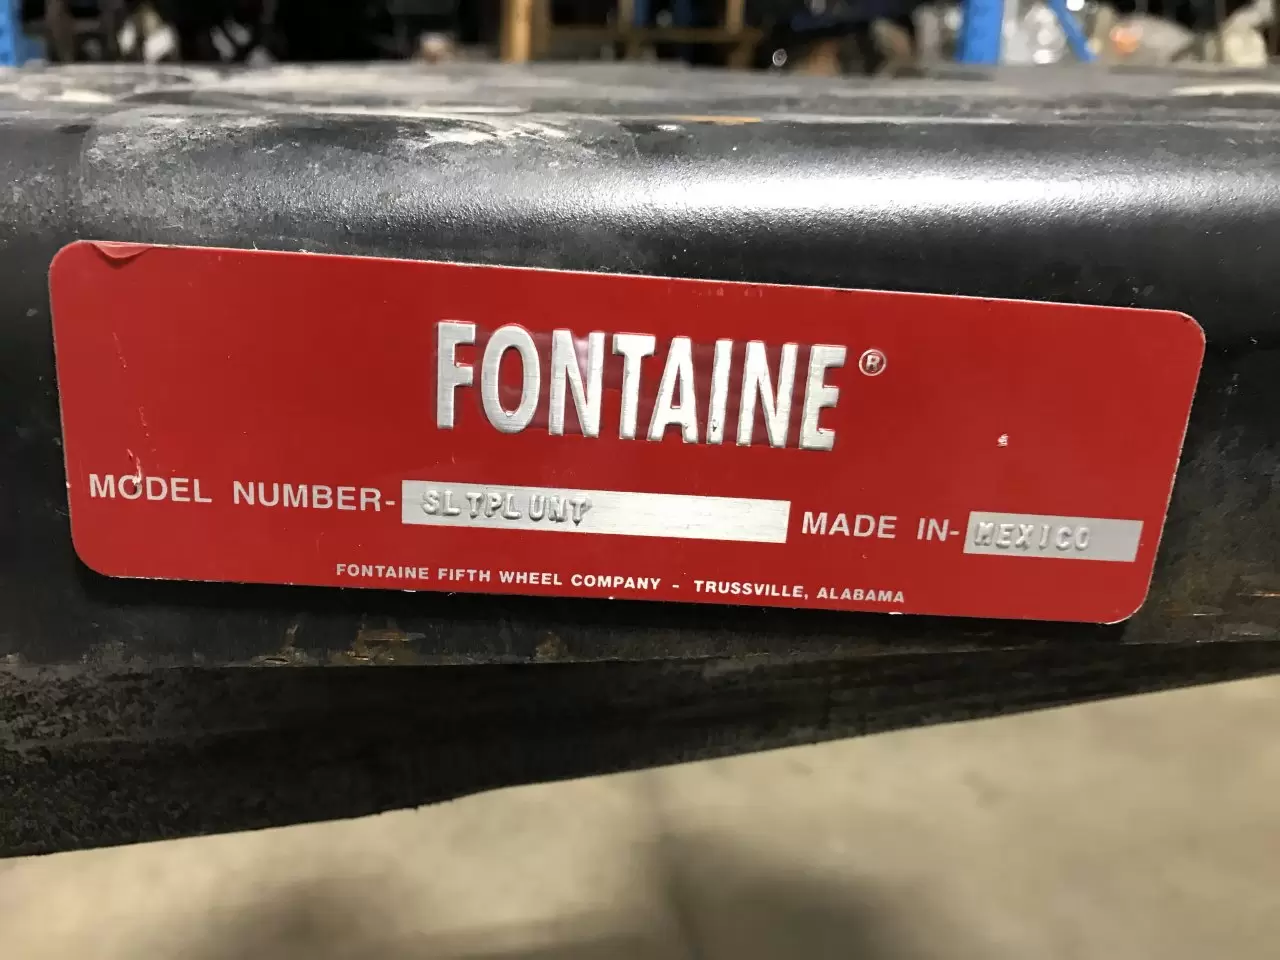 FONTAINE®
MODEL NUMBER- SLTPLUNT MADE IN- MEXICO
FONTAINE FIFTH WHEEL COMPANY - TRUSSVILLE, ALABAMA